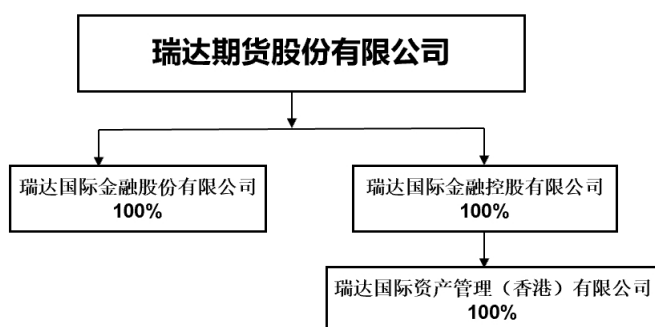 瑞达期货股份有限公司
瑞达国际金融股份有限公司
100%
瑞达国际金融控股有限公司
100%
瑞达国际资产管理（香港）有限公司
100%